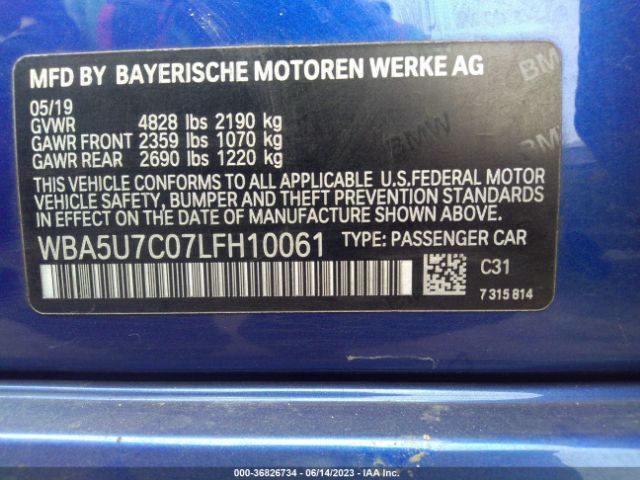 MFD BY BAYERISCHE MOTOREN WERKE AG
05/19
GVWR 4828 lbs 2190 kg
GAWR FRONT 2359 lbs 1070 kg
GAWR REAR 2690 lbs 1220 kg
THIS VEHICLE CONFORMS TO ALL APPLICABLE U.S.FEDERAL MOTOR
VEHICLE SAFETY, BUMPER AND THEFT PREVENTION STANDARDS
IN EFFECT ON THE DATE OF MANUFACTURE SHOWN ABOVE.
WBA5U7C07LFH10061 TYPE: PASSENGER CAR
C31
7 315 814
BMW
BMW
BMW
000-36826734 - 06/14/2023 - IAA Inc.